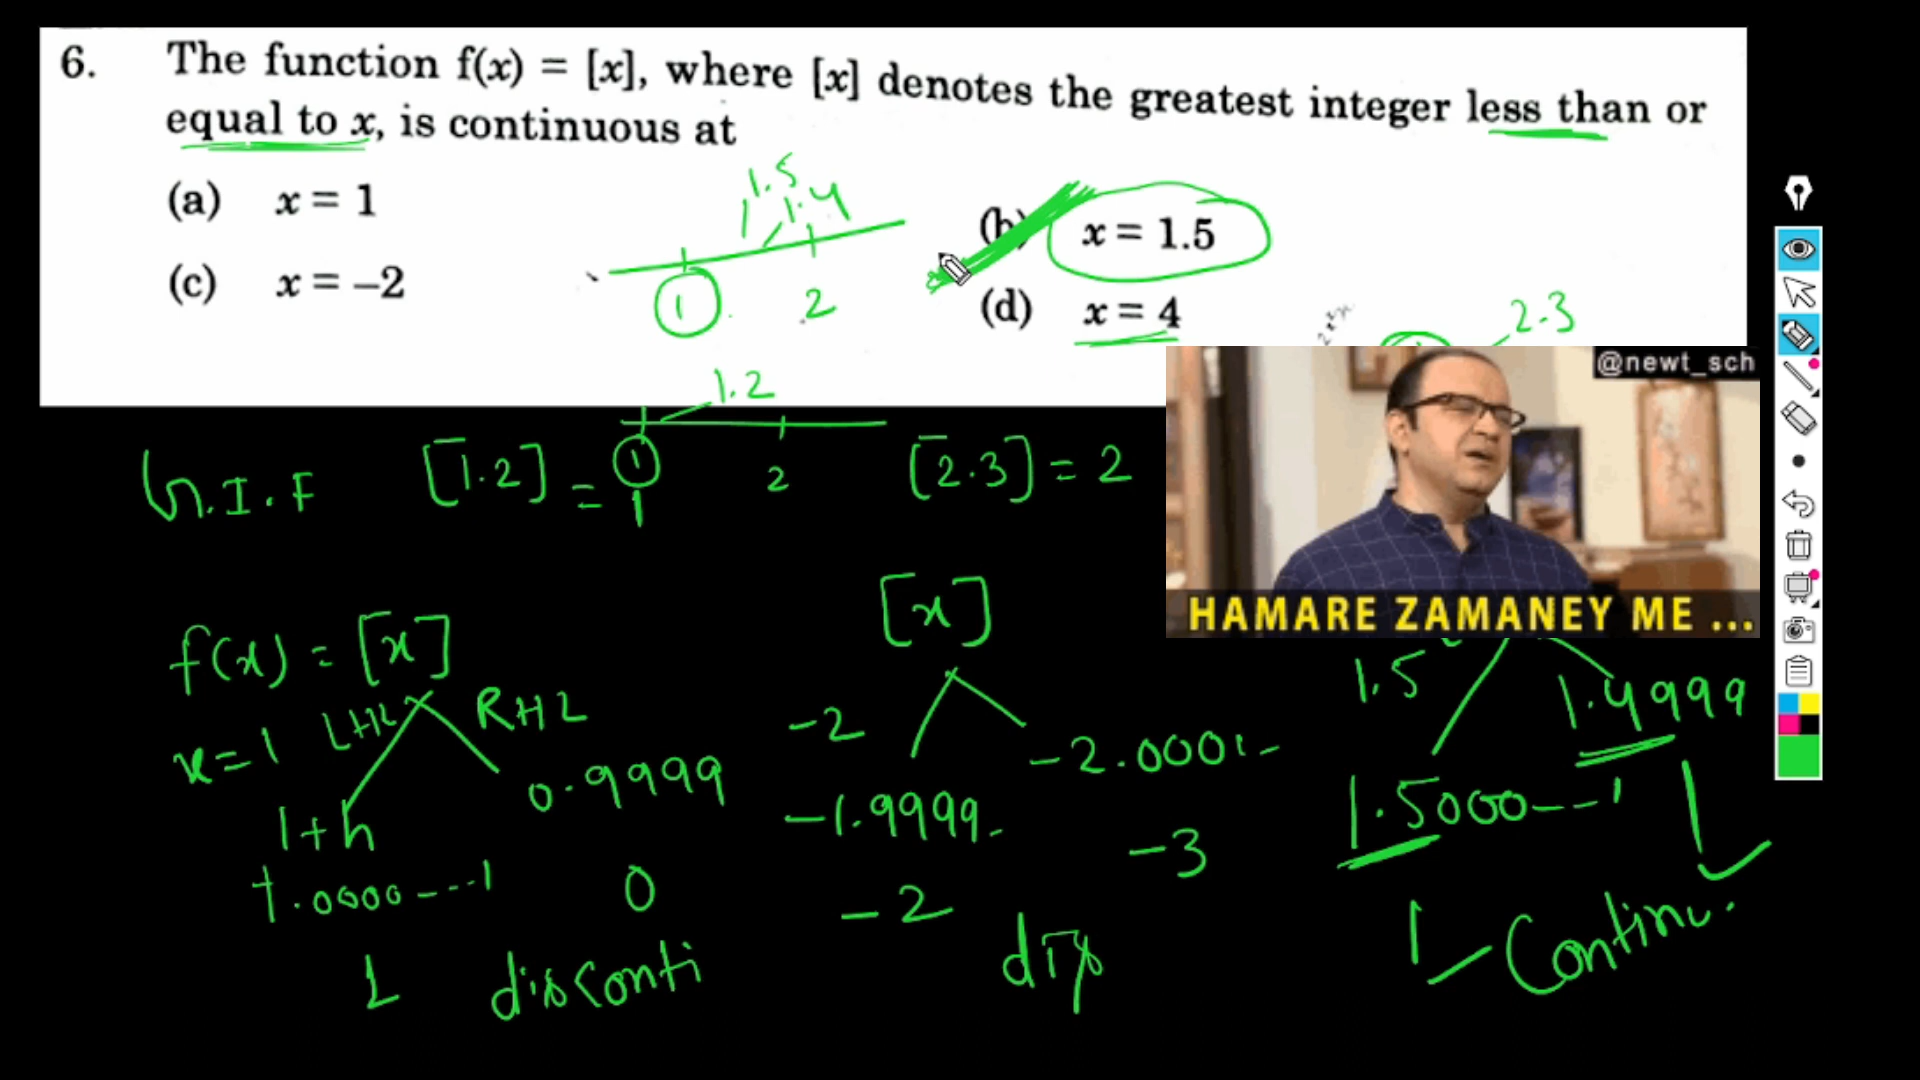 6. The function f(x) = [x], where [x] denotes the greatest integer less than or
equal to x, is continuous at
(a) x = 1
(b) x = 1.5
(c) x = –2
(d) x = 4
1.5
1.4
1 2
2.3
@newt_sch
1.2
G.I.F [1.2] = 1
1 2
[2.3] = 2
HAMARE ZAMANEY ME ...
f(x) = [x]
x=1 LHL RHL
1+h 0.9999
1.0000---1 0
1 disconti
[x]
-2
-1.9999- -2.0001-
-2 -3
dis
1.5
1.5000---1 1.4999
1 1
Continu.